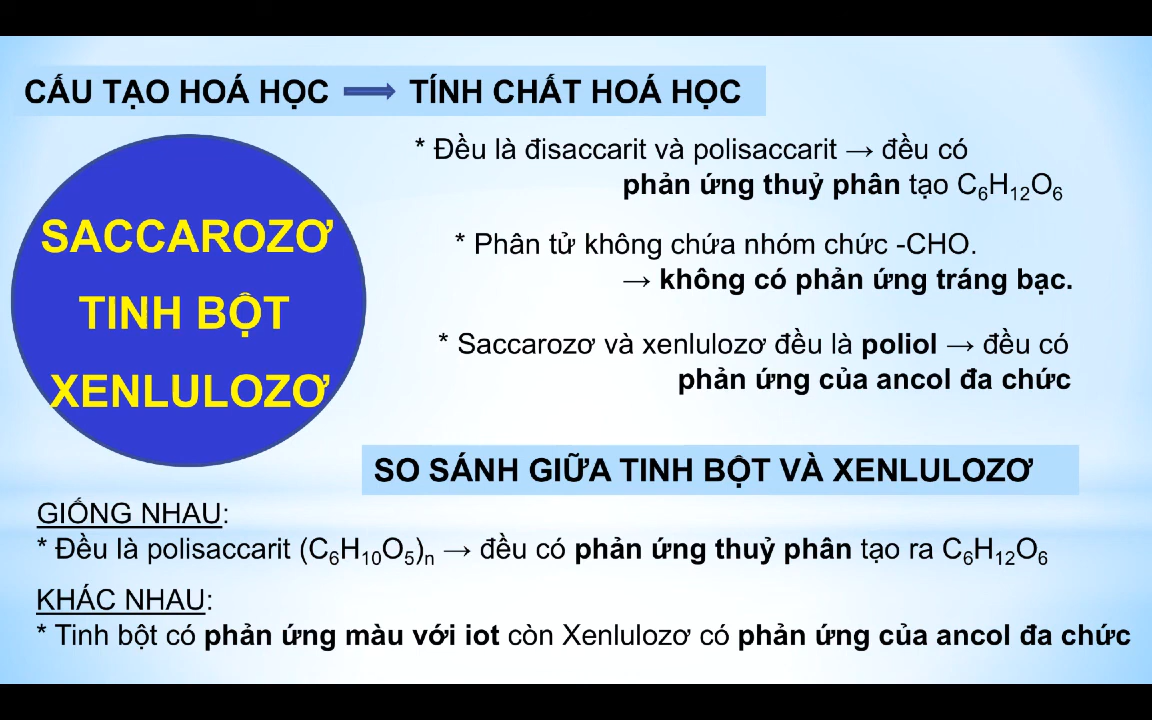 CẤU TẠO HOÁ HỌC ⟹ TÍNH CHẤT HOÁ HỌC
SACCAROZƠ
TINH BỘT
XENLULOZƠ
* Đều là đisaccarit và polisaccarit → đều có
phản ứng thuỷ phân tạo C₆H₁₂O₆
* Phân tử không chứa nhóm chức -CHO.
→ không có phản ứng tráng bạc.
* Saccarozơ và xenlulozơ đều là poliol → đều có
phản ứng của ancol đa chức
SO SÁNH GIỮA TINH BỘT VÀ XENLULOZƠ
GIỐNG NHAU:
* Đều là polisaccarit (C₆H₁₀O₅)ₙ → đều có phản ứng thuỷ phân tạo ra C₆H₁₂O₆
KHÁC NHAU:
* Tinh bột có phản ứng màu với iot còn Xenlulozơ có phản ứng của ancol đa chức